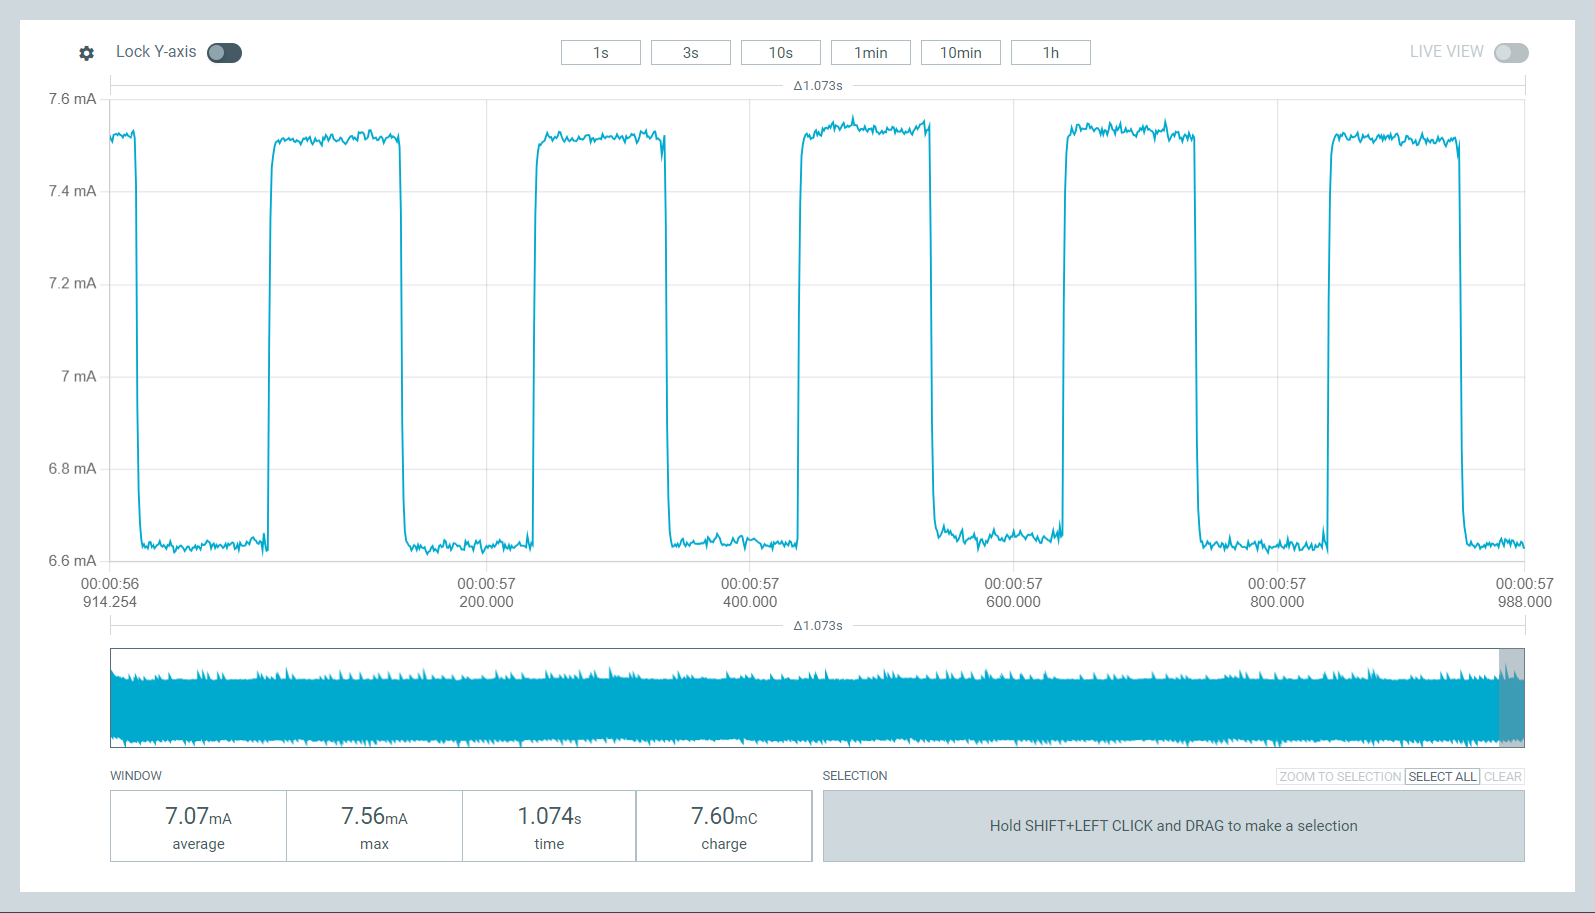 Lock Y-axis
1s
3s
10s
1min
10min
1h
LIVE VIEW
Δ1.073s
7.6 mA
7.4 mA
7.2 mA
7 mA
6.8 mA
6.6 mA
00:00:56
914.254
00:00:57
200.000
00:00:57
400.000
00:00:57
600.000
00:00:57
800.000
00:00:57
988.000
Δ1.073s
WINDOW
7.07mA
average
7.56mA
max
1.074s
time
7.60mC
charge
SELECTION
ZOOM TO SELECTION
SELECT ALL
CLEAR
Hold SHIFT+LEFT CLICK and DRAG to make a selection